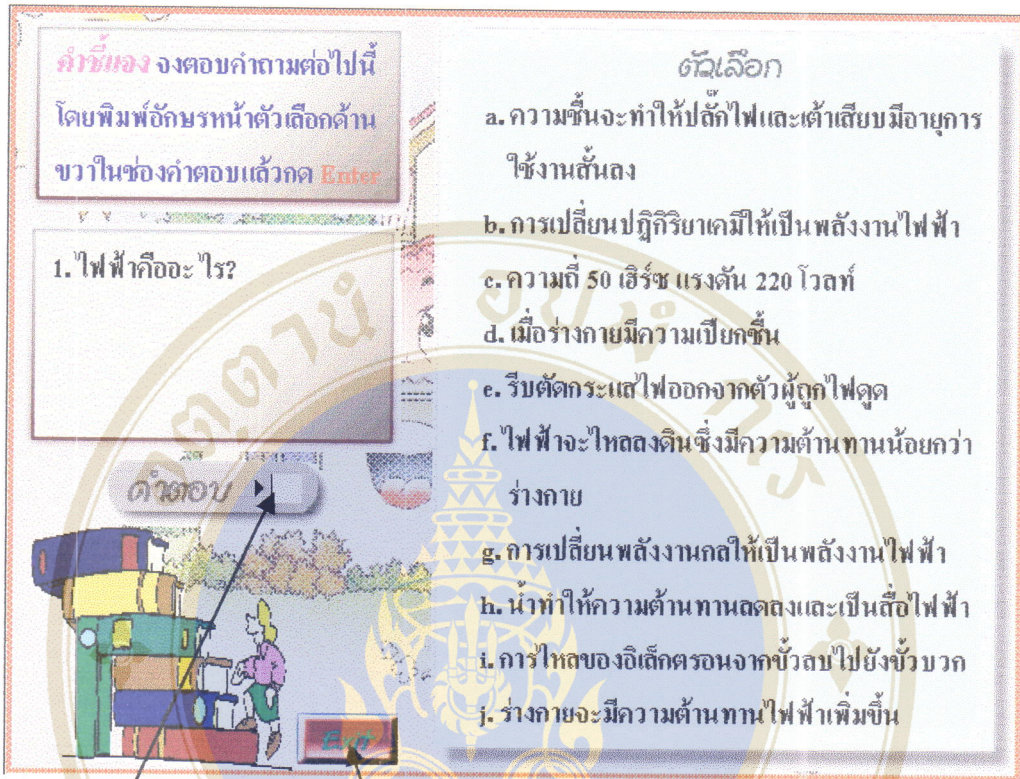 คำชี้แจง จงตอบคำถามต่อไปนี้
โดยพิมพ์อักษรหน้าตัวเลือกด้าน
ขวาในช่องคำตอบแล้วกด Enter
1. ไฟฟ้าคืออะไร?
คำตอบ
Exit
ตัวเลือก
a. ความชื้นจะทำให้ปลั๊กไฟและเต้าเสียบมีอายุการ
ใช้งานสั้นลง
b. การเปลี่ยนปฏิกิริยาเคมีให้เป็นพลังงานไฟฟ้า
c. ความถี่ 50 เฮิร์ซ แรงดัน 220 โวลท์
d. เมื่อร่างกายมีความเปียกชื้น
e. รีบตัดกระแสไฟออกจากตัวผู้ถูกไฟดูด
f. ไฟฟ้าจะไหลลงดินซึ่งมีความต้านทานน้อยกว่า
ร่างกาย
g. การเปลี่ยนพลังงานกลให้เป็นพลังงานไฟฟ้า
h. น้ำทำให้ความต้านทานลดลงและเป็นสื่อไฟฟ้า
i. การไหลของอิเล็กตรอนจากขั้วลบไปยังขั้วบวก
j. ร่างกายจะมีความต้านทานไฟฟ้าเพิ่มขึ้น